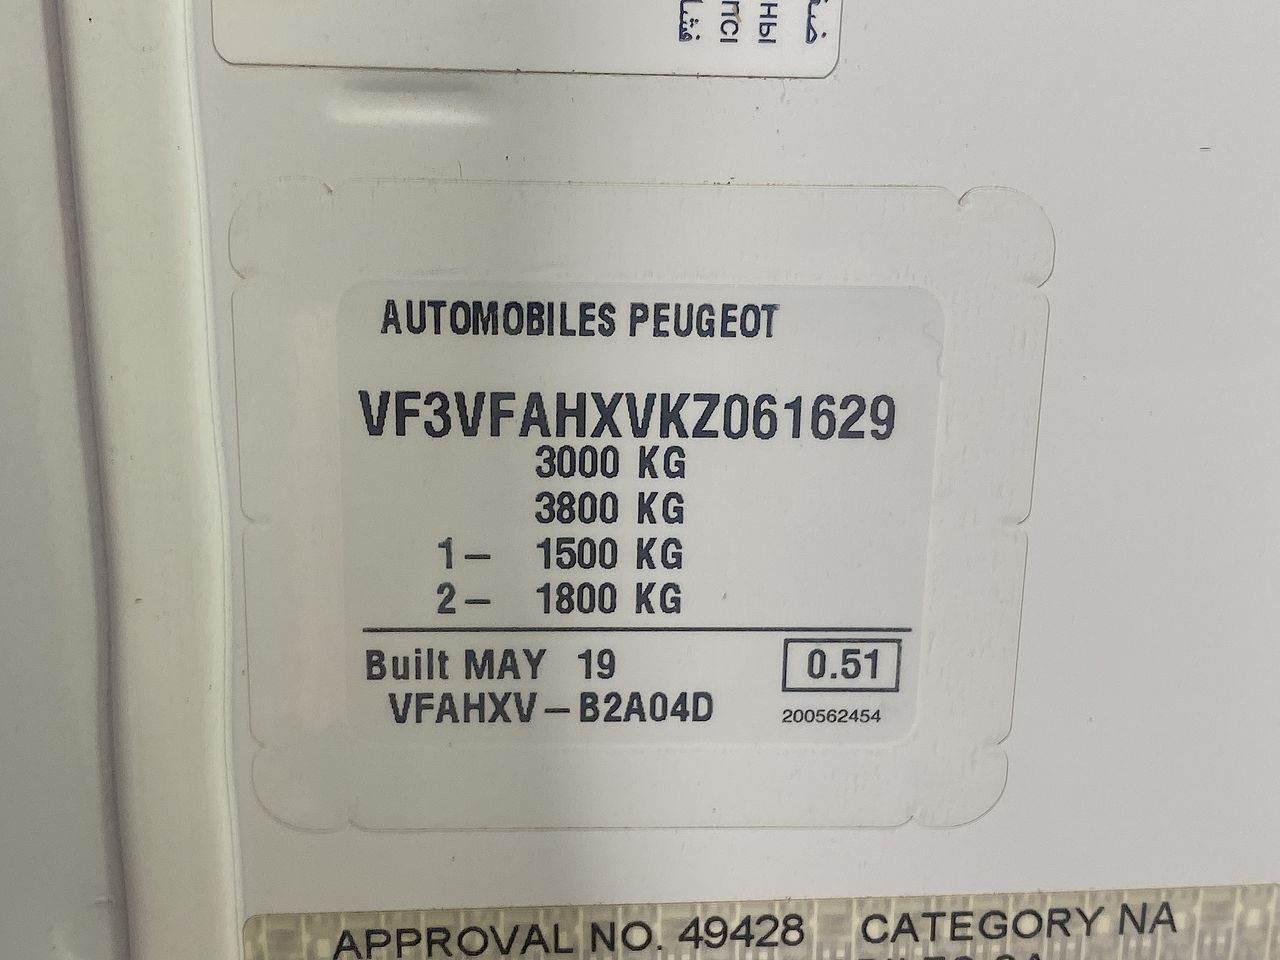 AUTOMOBILES PEUGEOT
VF3VFAHXVKZ061629
3000 KG
3800 KG
1– 1500 KG
2– 1800 KG
Built MAY 19 0.51
VFAHXV–B2A04D 200562454
APPROVAL NO. 49428 CATEGORY NA